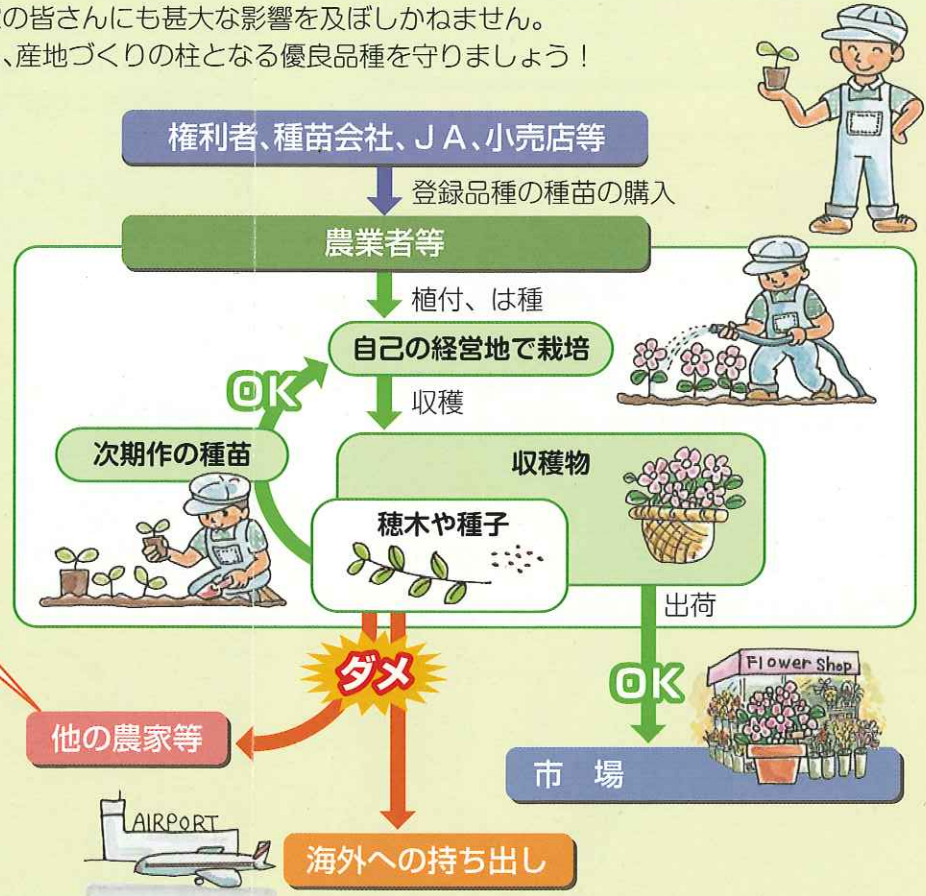 の皆さんにも甚大な影響を及ぼしかねません。
、産地づくりの柱となる優良品種を守りましょう！
権利者、種苗会社、ＪＡ、小売店等
登録品種の種苗の購入
農業者等
植付、は種
自己の経営地で栽培
OK
収穫
次期作の種苗
収穫物
穂木や種子
出荷
ダメ
OK
Flower Shop
他の農家等
市　場
AIRPORT
海外への持ち出し